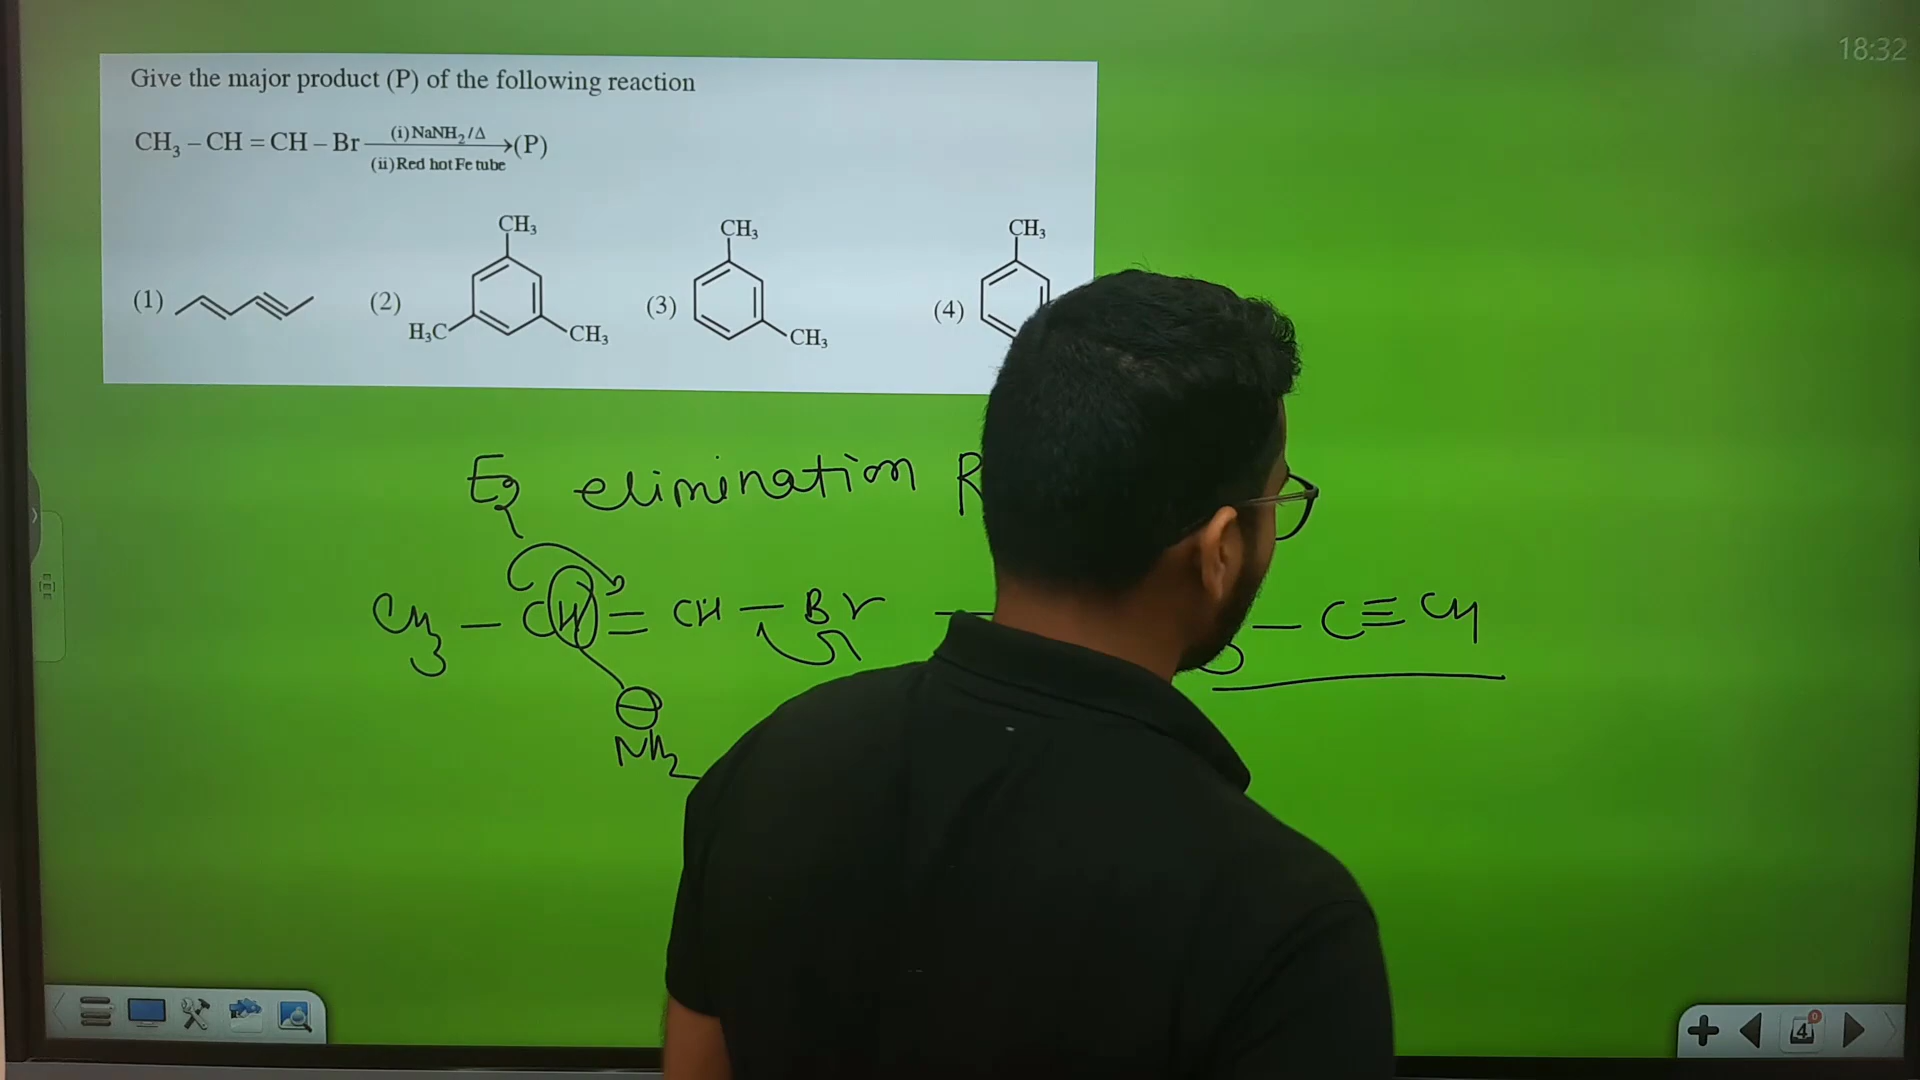 18:32
Give the major product (P) of the following reaction
CH₃ – CH = CH – Br (i) NaNH₂ /Δ (ii) Red hot Fe tube → (P)
(1)
(2) CH₃ H₃C CH₃
(3) CH₃ CH₃
(4) CH₃
E₂ elimination R
CH₃ — CH = CH — Br — — C≡CH
⊖
NH₂
4
0